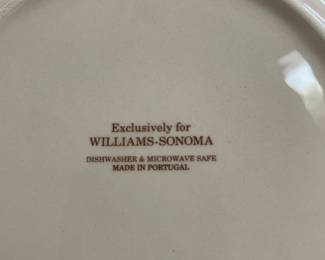 Exclusively for
WILLIAMS-SONOMA
DISHWASHER & MICROWAVE SAFE
MADE IN PORTUGAL